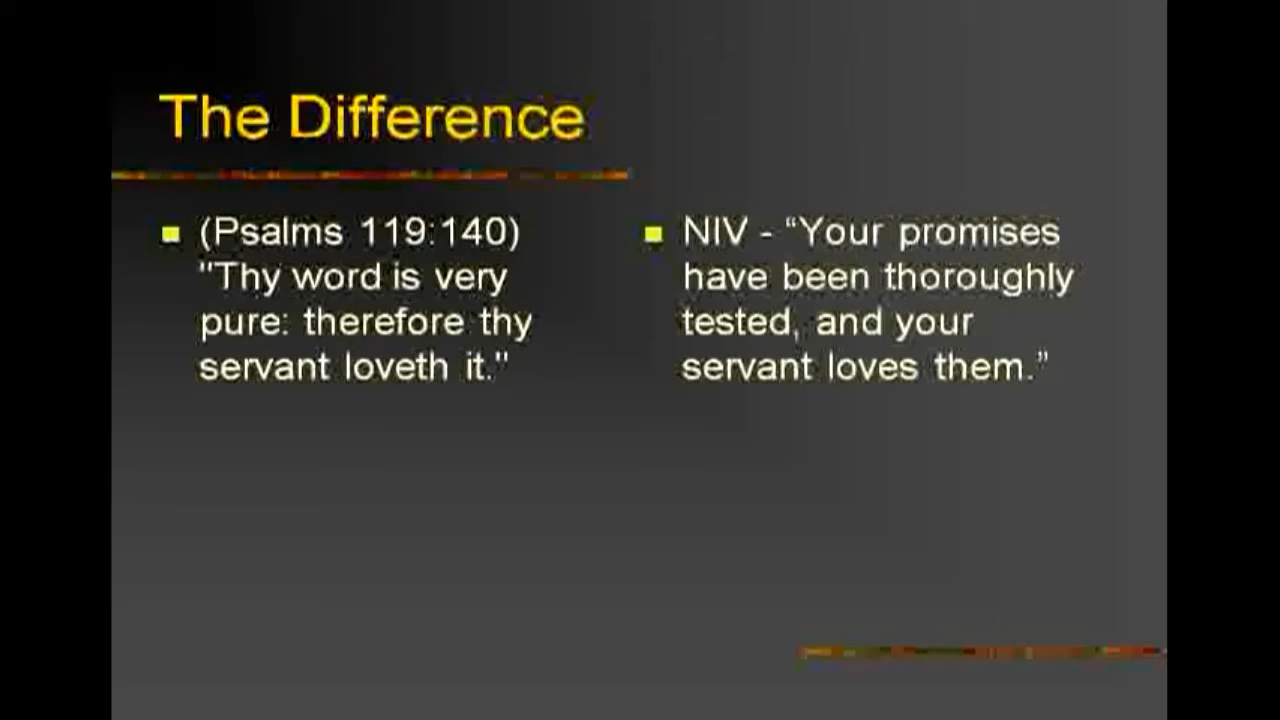 The Difference
(Psalms 119:140)
"Thy word is very
pure: therefore thy
servant loveth it."
NIV - “Your promises
have been thoroughly
tested, and your
servant loves them.”